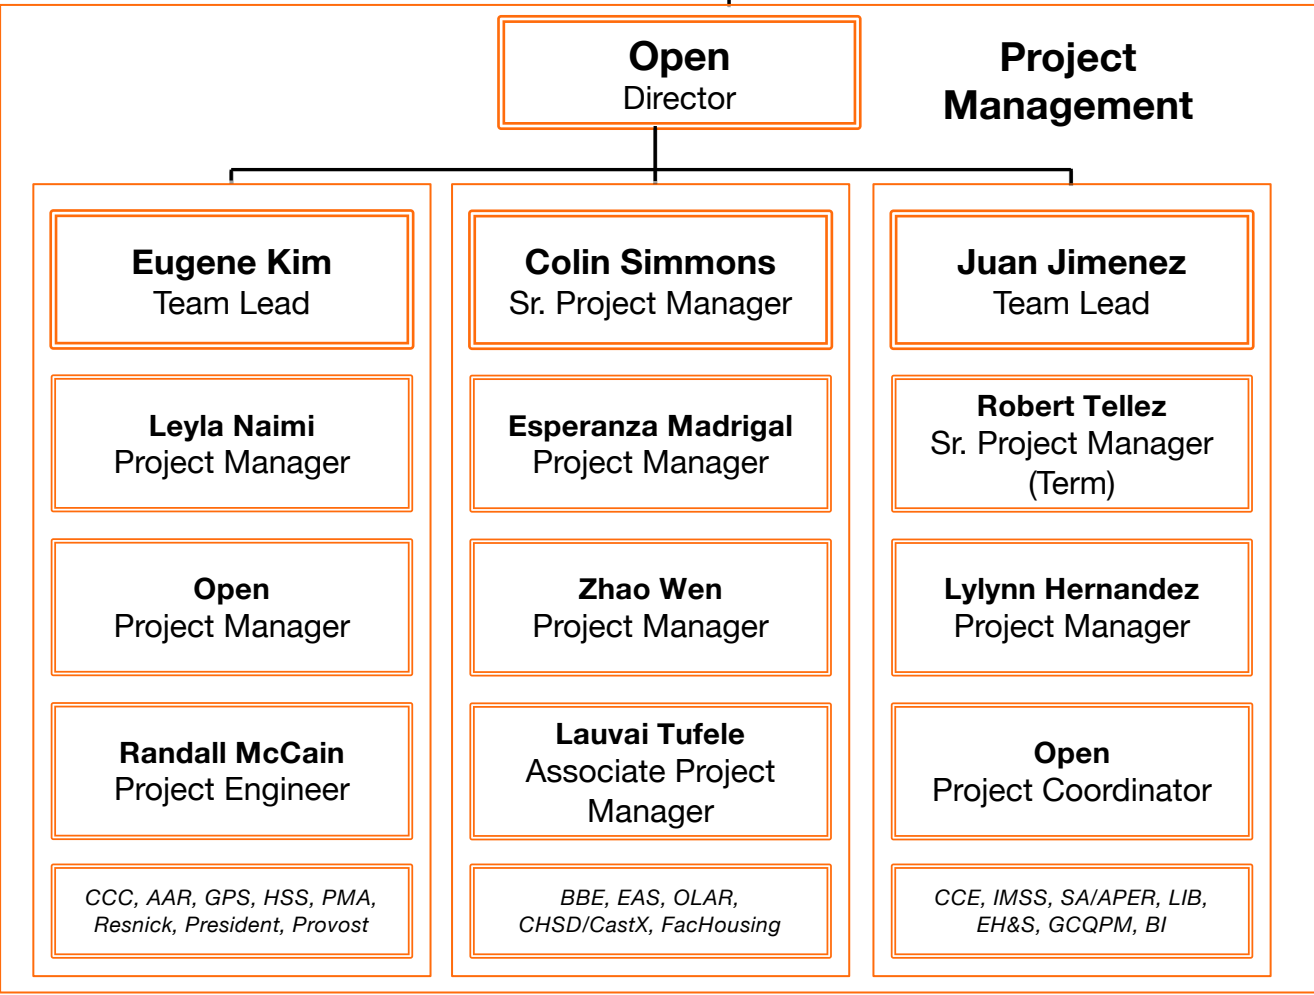 Open
Director
Project
Management
Eugene Kim
Team Lead
Leyla Naimi
Project Manager
Open
Project Manager
Randall McCain
Project Engineer
CCC, AAR, GPS, HSS, PMA,
Resnick, President, Provost
Colin Simmons
Sr. Project Manager
Esperanza Madrigal
Project Manager
Zhao Wen
Project Manager
Lauvai Tufele
Associate Project
Manager
BBE, EAS, OLAR,
CHSD/CastX, FacHousing
Juan Jimenez
Team Lead
Robert Tellez
Sr. Project Manager
(Term)
Lylynn Hernandez
Project Manager
Open
Project Coordinator
CCE, IMSS, SA/APER, LIB,
EH&S, GCQPM, BI